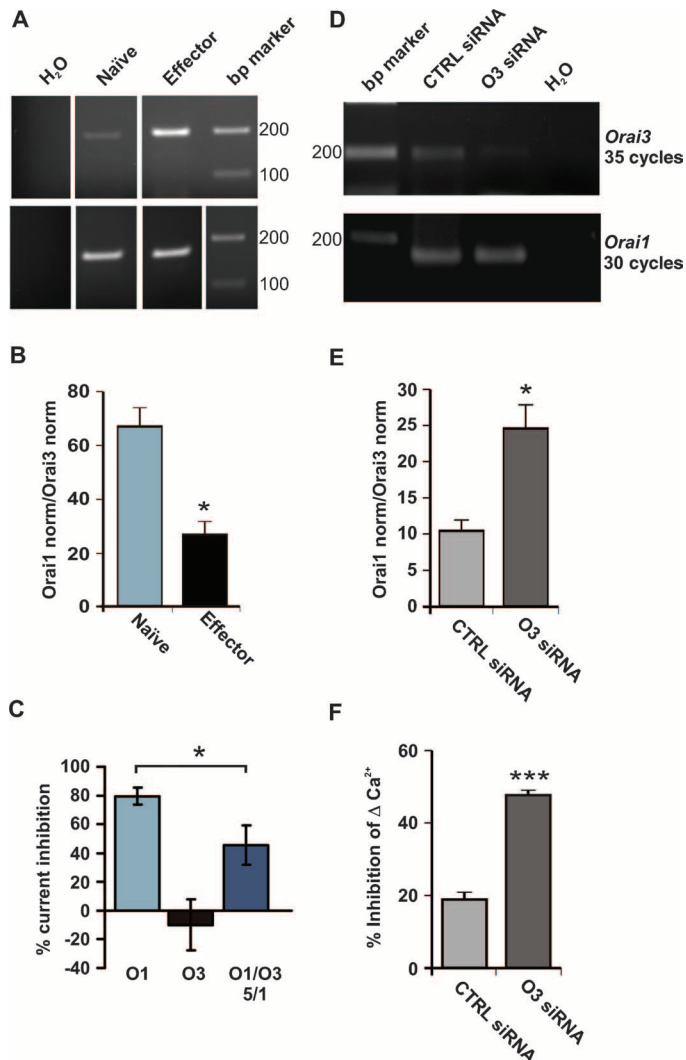 A
H₂O
Naïve
Effector
bp marker
200
100
200
100
B
Orai1 norm/Orai3 norm
80
60
40
20
0
*
Naïve
Effector
C
% current inhibition
100
80
60
40
20
0
-20
-40
*
O1
O3
O1/O3
5/1
D
bp marker
CTRL siRNA
O3 siRNA
H₂O
200
Orai3
35 cycles
200
Orai1
30 cycles
E
Orai1 norm/Orai3 norm
30
25
20
15
10
5
0
*
CTRL siRNA
O3 siRNA
F
% Inhibition of Δ Ca²⁺
60
40
20
0
***
CTRL siRNA
O3 siRNA